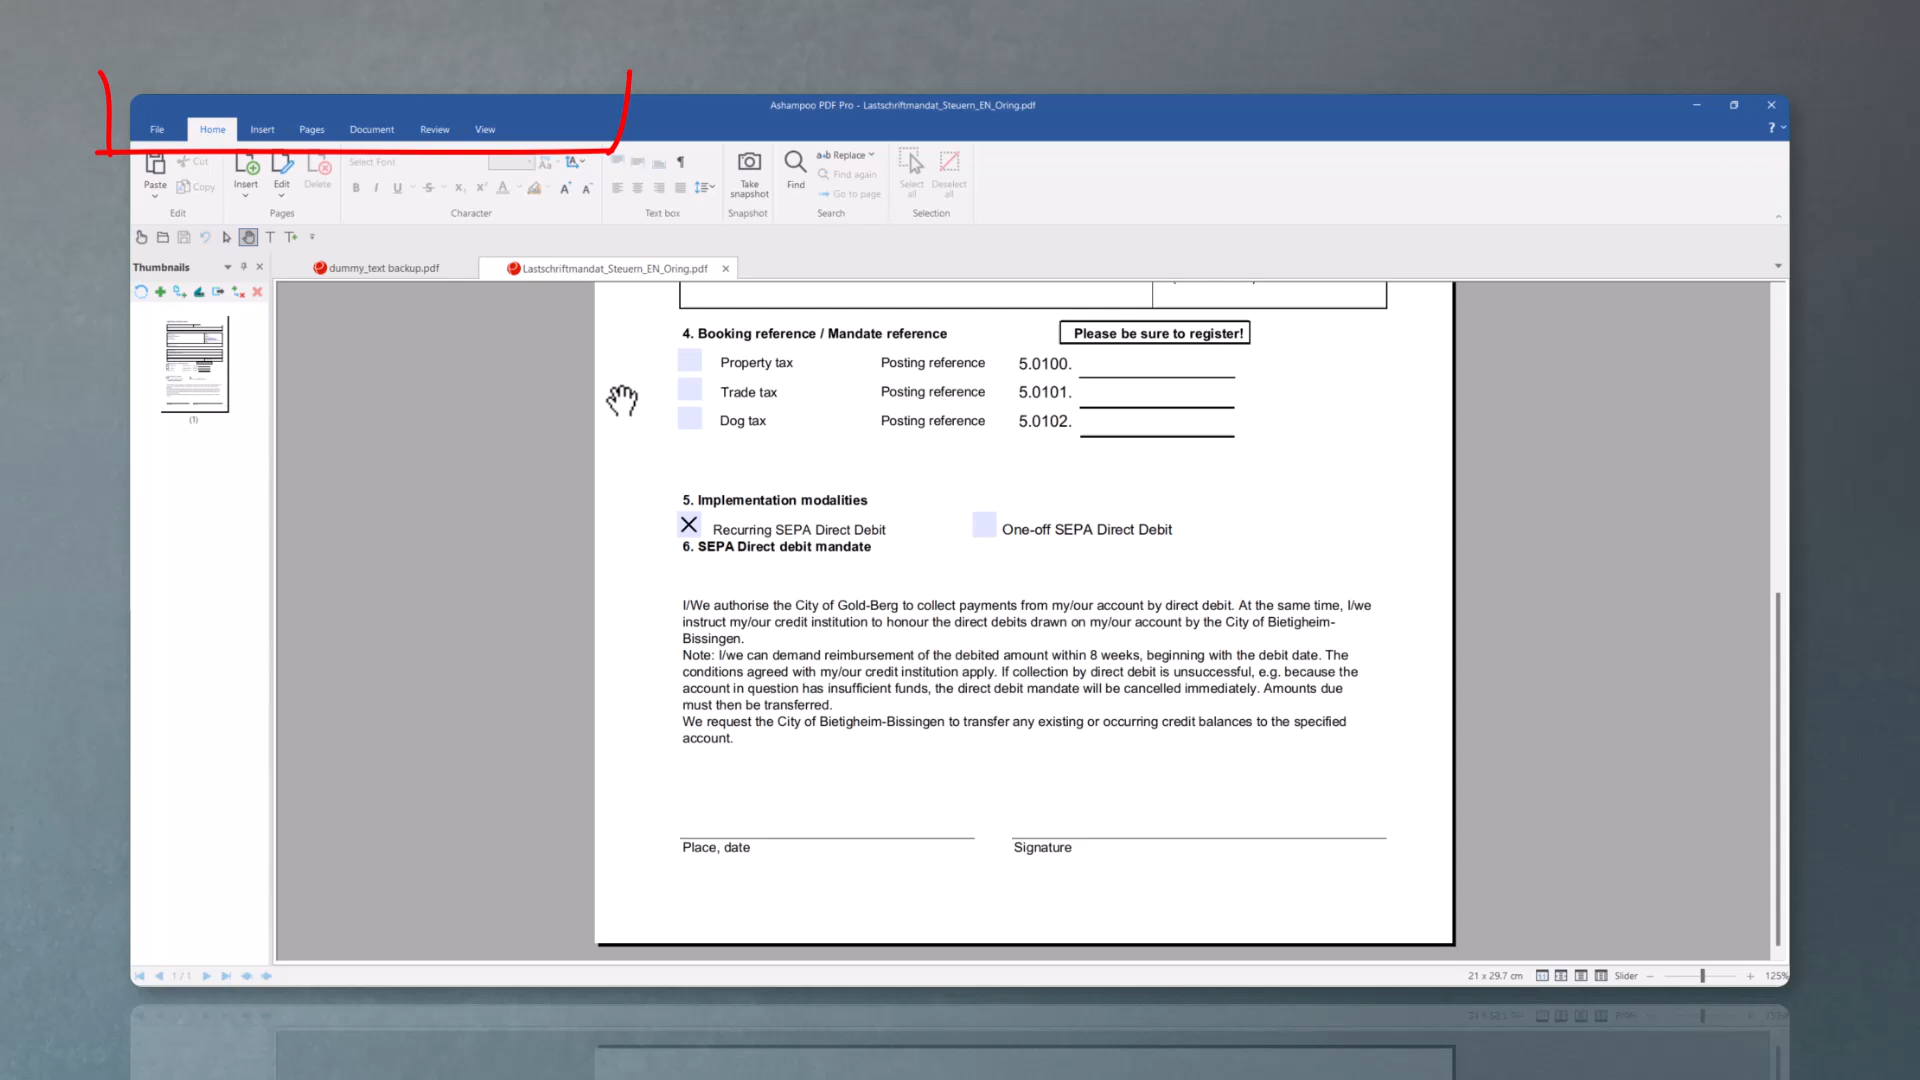 Ashampoo PDF Pro - Lastschriftmandat_Steuern_EN_Oring.pdf
File Home Insert Pages Document Review View
?
Paste Cut Copy
Edit
Insert Edit Delete
Pages
Select Font
B I U S X, X² A A A
Character
Text box
Take snapshot
Snapshot
Find
Replace
Find again
Go to page
Search
Select all
Deselect all
Selection
Thumbnails
dummy_text backup.pdf
Lastschriftmandat_Steuern_EN_Oring.pdf
(1)
4. Booking reference / Mandate reference Please be sure to register!
Property tax Posting reference 5.0100.
Trade tax Posting reference 5.0101.
Dog tax Posting reference 5.0102.
5. Implementation modalities
Recurring SEPA Direct Debit One-off SEPA Direct Debit
6. SEPA Direct debit mandate
I/We authorise the City of Gold-Berg to collect payments from my/our account by direct debit. At the same time, I/we
instruct my/our credit institution to honour the direct debits drawn on my/our account by the City of Bietigheim-
Bissingen.
Note: I/we can demand reimbursement of the debited amount within 8 weeks, beginning with the debit date. The
conditions agreed with my/our credit institution apply. If collection by direct debit is unsuccessful, e.g. because the
account in question has insufficient funds, the direct debit mandate will be cancelled immediately. Amounts due
must then be transferred.
We request the City of Bietigheim-Bissingen to transfer any existing or occurring credit balances to the specified
account.
Place, date Signature
1 / 1
21 x 29.7 cm Slider 125%